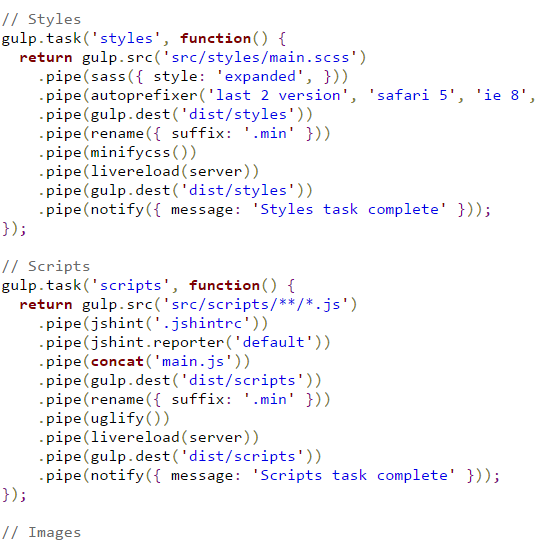 // Styles
gulp.task('styles', function() {
  return gulp.src('src/styles/main.scss')
    .pipe(sass({ style: 'expanded', }))
    .pipe(autoprefixer('last 2 version', 'safari 5', 'ie 8',
    .pipe(gulp.dest('dist/styles'))
    .pipe(rename({ suffix: '.min' }))
    .pipe(minifycss())
    .pipe(livereload(server))
    .pipe(gulp.dest('dist/styles'))
    .pipe(notify({ message: 'Styles task complete' }));
});

// Scripts
gulp.task('scripts', function() {
  return gulp.src('src/scripts/**/*.js')
    .pipe(jshint('.jshintrc'))
    .pipe(jshint.reporter('default'))
    .pipe(concat('main.js'))
    .pipe(gulp.dest('dist/scripts'))
    .pipe(rename({ suffix: '.min' }))
    .pipe(uglify())
    .pipe(livereload(server))
    .pipe(gulp.dest('dist/scripts'))
    .pipe(notify({ message: 'Scripts task complete' }));
});

// Images